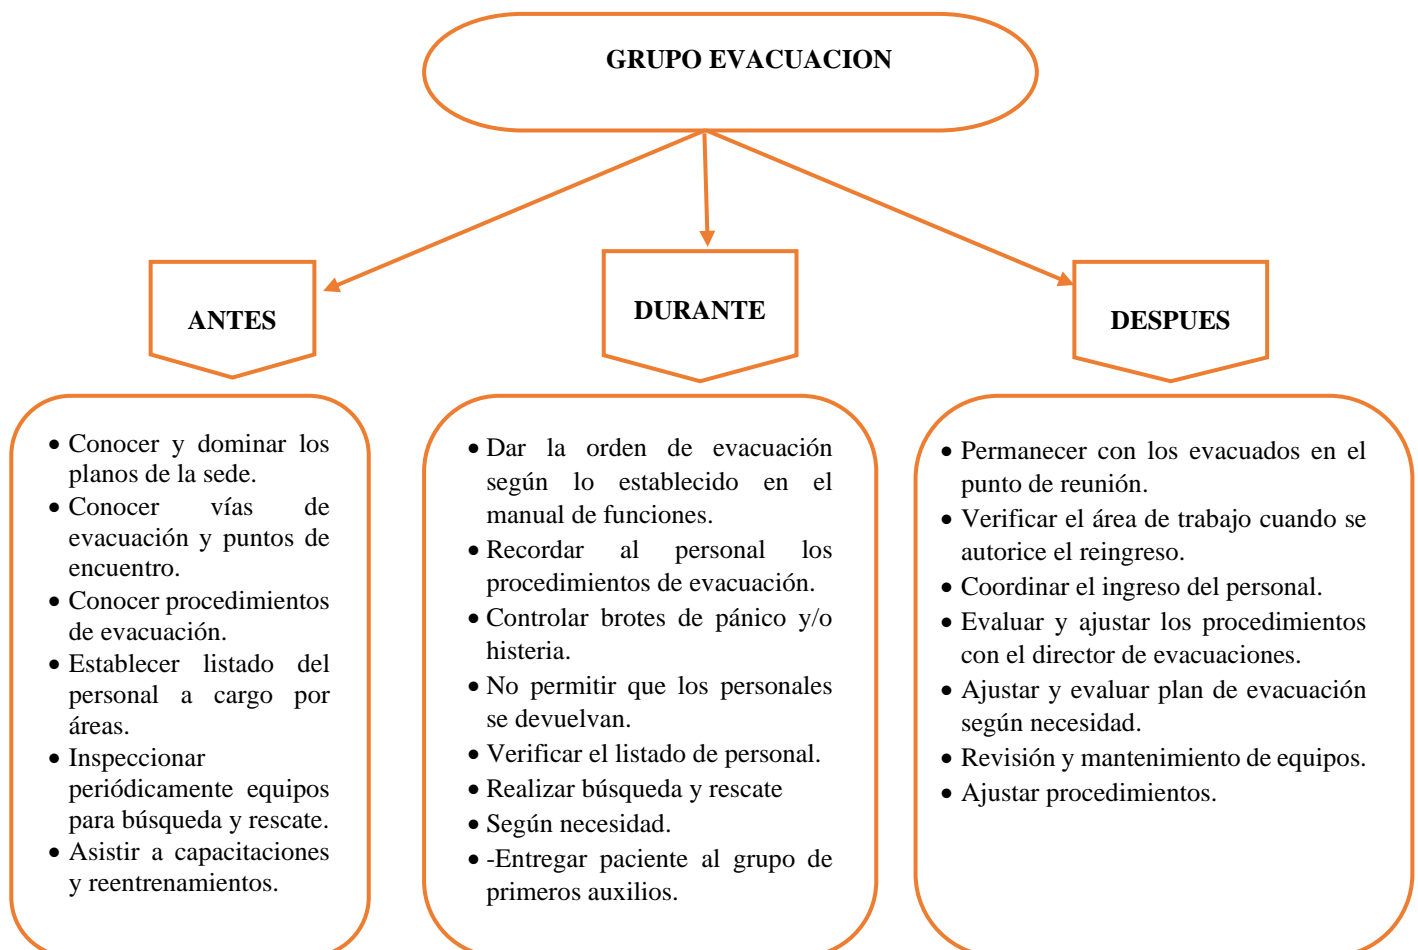 GRUPO EVACUACION
ANTES
• Conocer y dominar los
planos de la sede.
• Conocer vías de
evacuación y puntos de
encuentro.
• Conocer procedimientos
de evacuación.
• Establecer listado del
personal a cargo por
áreas.
• Inspeccionar
periódicamente equipos
para búsqueda y rescate.
• Asistir a capacitaciones
y reentrenamientos.
DURANTE
• Dar la orden de evacuación
según lo establecido en el
manual de funciones.
• Recordar al personal los
procedimientos de evacuación.
• Controlar brotes de pánico y/o
histeria.
• No permitir que los personales
se devuelvan.
• Verificar el listado de personal.
• Realizar búsqueda y rescate
• Según necesidad.
• -Entregar paciente al grupo de
primeros auxilios.
DESPUES
• Permanecer con los evacuados en el
punto de reunión.
• Verificar el área de trabajo cuando se
autorice el reingreso.
• Coordinar el ingreso del personal.
• Evaluar y ajustar los procedimientos
con el director de evacuaciones.
• Ajustar y evaluar plan de evacuación
según necesidad.
• Revisión y mantenimiento de equipos.
• Ajustar procedimientos.